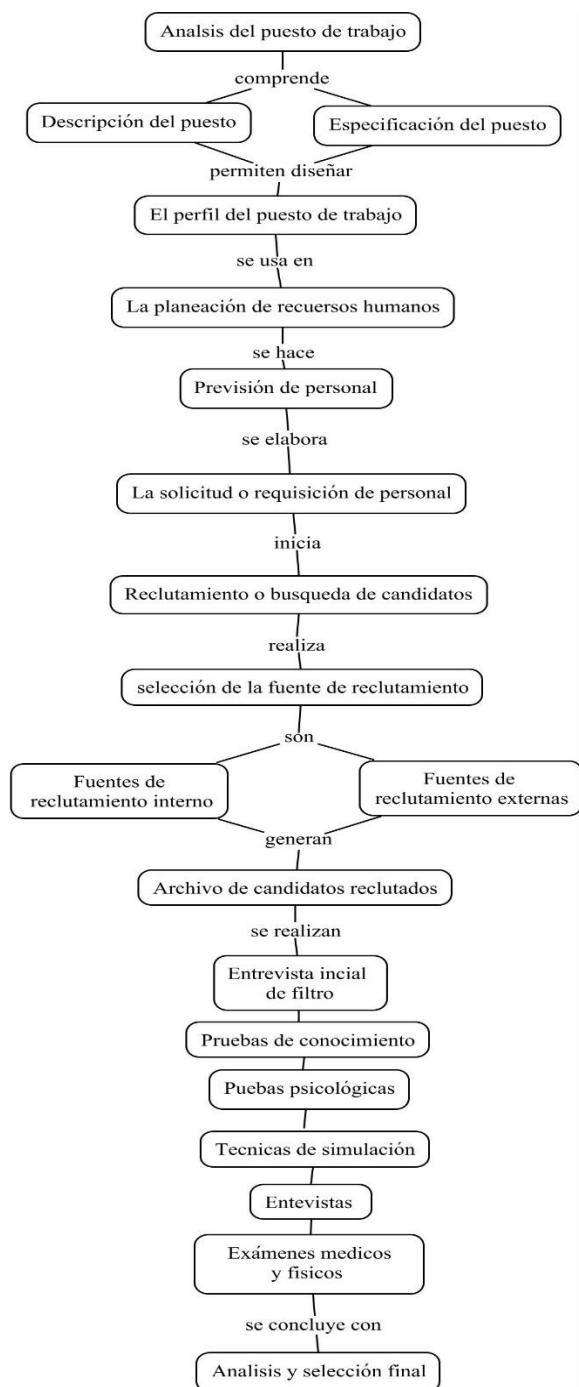 Analsis del puesto de trabajo
comprende
Descripción del puesto
Especificación del puesto
permiten diseñar
El perfil del puesto de trabajo
se usa en
La planeación de recuersos humanos
se hace
Previsión de personal
se elabora
La solicitud o requisición de personal
inicia
Reclutamiento o busqueda de candidatos
realiza
selección de la fuente de reclutamiento
son
Fuentes de
reclutamiento interno
Fuentes de
reclutamiento externas
generan
Archivo de candidatos reclutados
se realizan
Entrevista incial
de filtro
Pruebas de conocimiento
Puebas psicológicas
Tecnicas de simulación
Entevistas
Exámenes medicos
y fisicos
se concluye con
Analisis y selección final